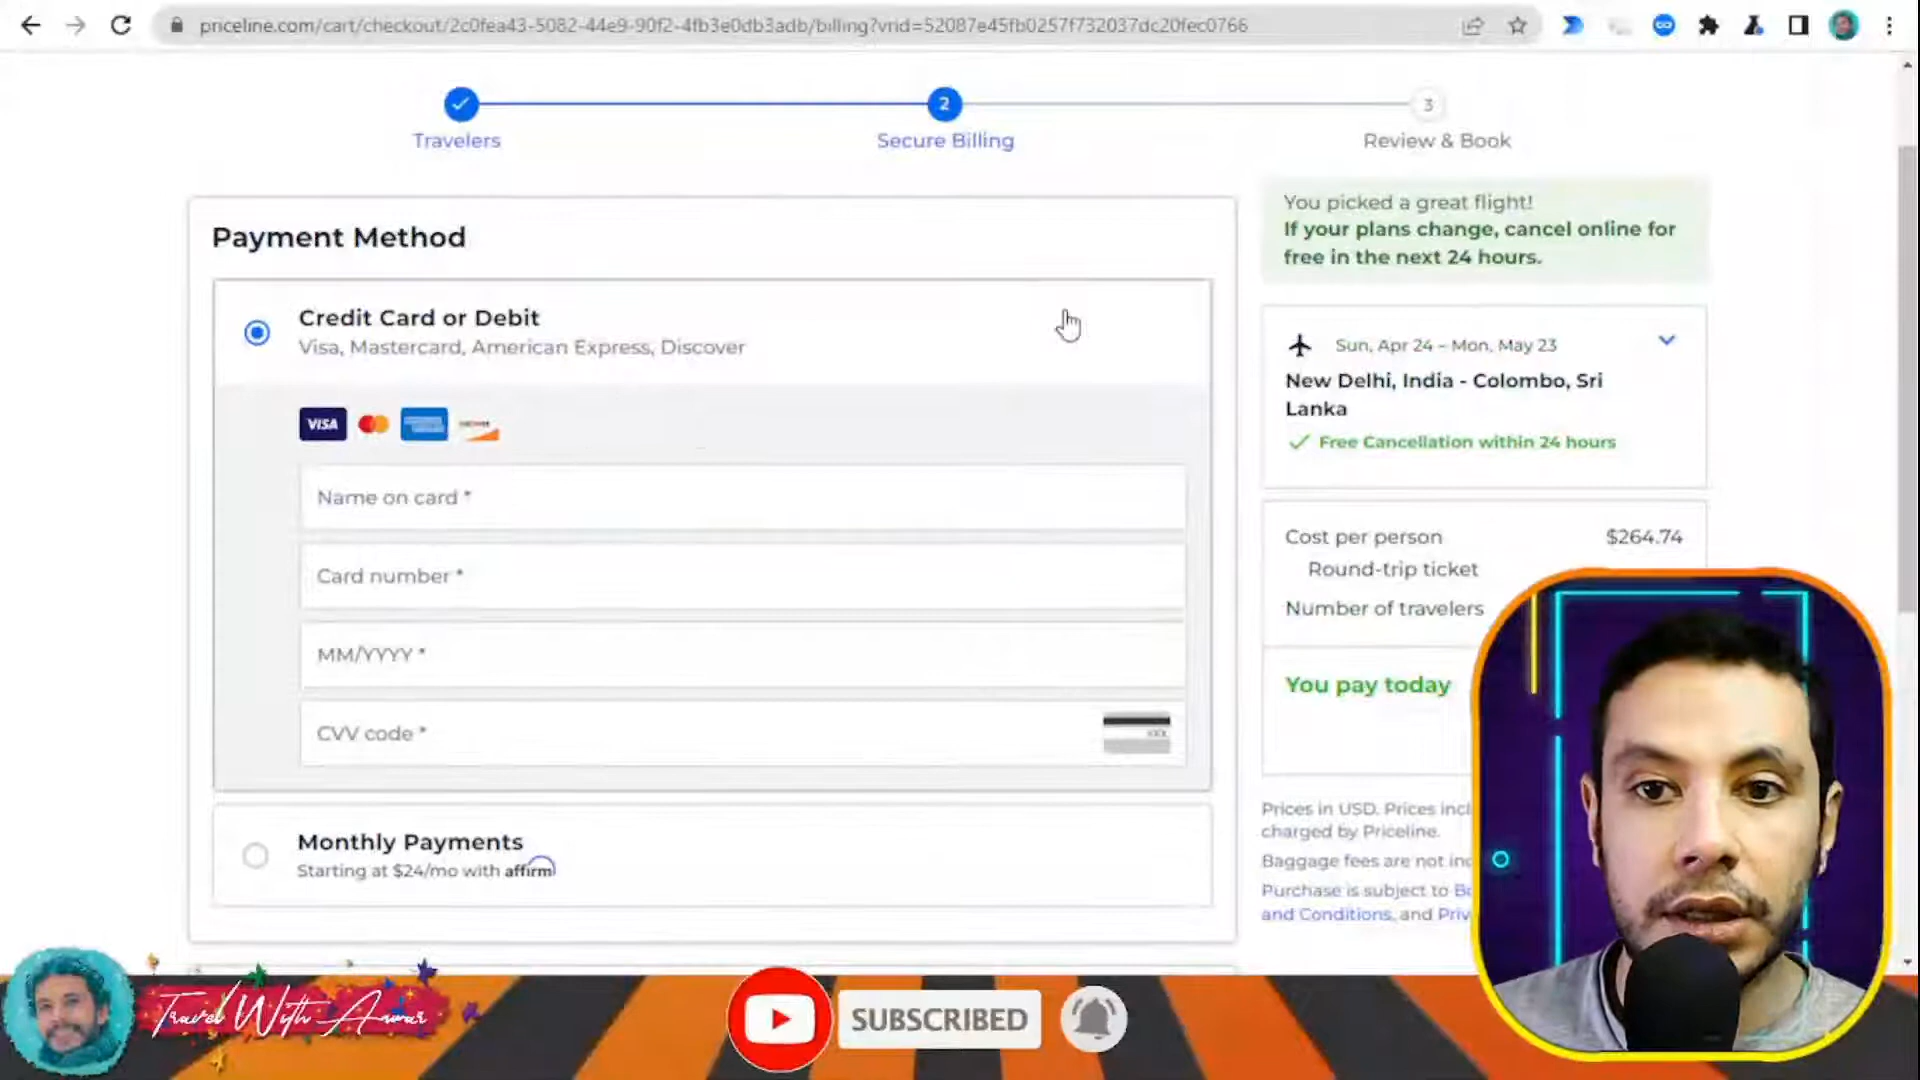 priceline.com/cart/checkout/2c0fea43-5082-44e9-90f2-4fb3e0db3adb/billing?vrid=52087e45fb0257f732037dc20fec0766
2
3
Travelers
Secure Billing
Review & Book
Payment Method
Credit Card or Debit
Visa, Mastercard, American Express, Discover
VISA
Name on card *
Card number *
MM/YYYY *
CVV code *
Monthly Payments
Starting at $24/mo with affirm
You picked a great flight!
If your plans change, cancel online for
free in the next 24 hours.
Sun, Apr 24 – Mon, May 23
New Delhi, India - Colombo, Sri
Lanka
Free Cancellation within 24 hours
Cost per person $264.74
Round-trip ticket
Number of travelers
You pay today
Prices in USD. Prices incl
charged by Priceline.
Baggage fees are not inc
Purchase is subject to Bo
and Conditions, and Priv
Travel With Anwar
SUBSCRIBED